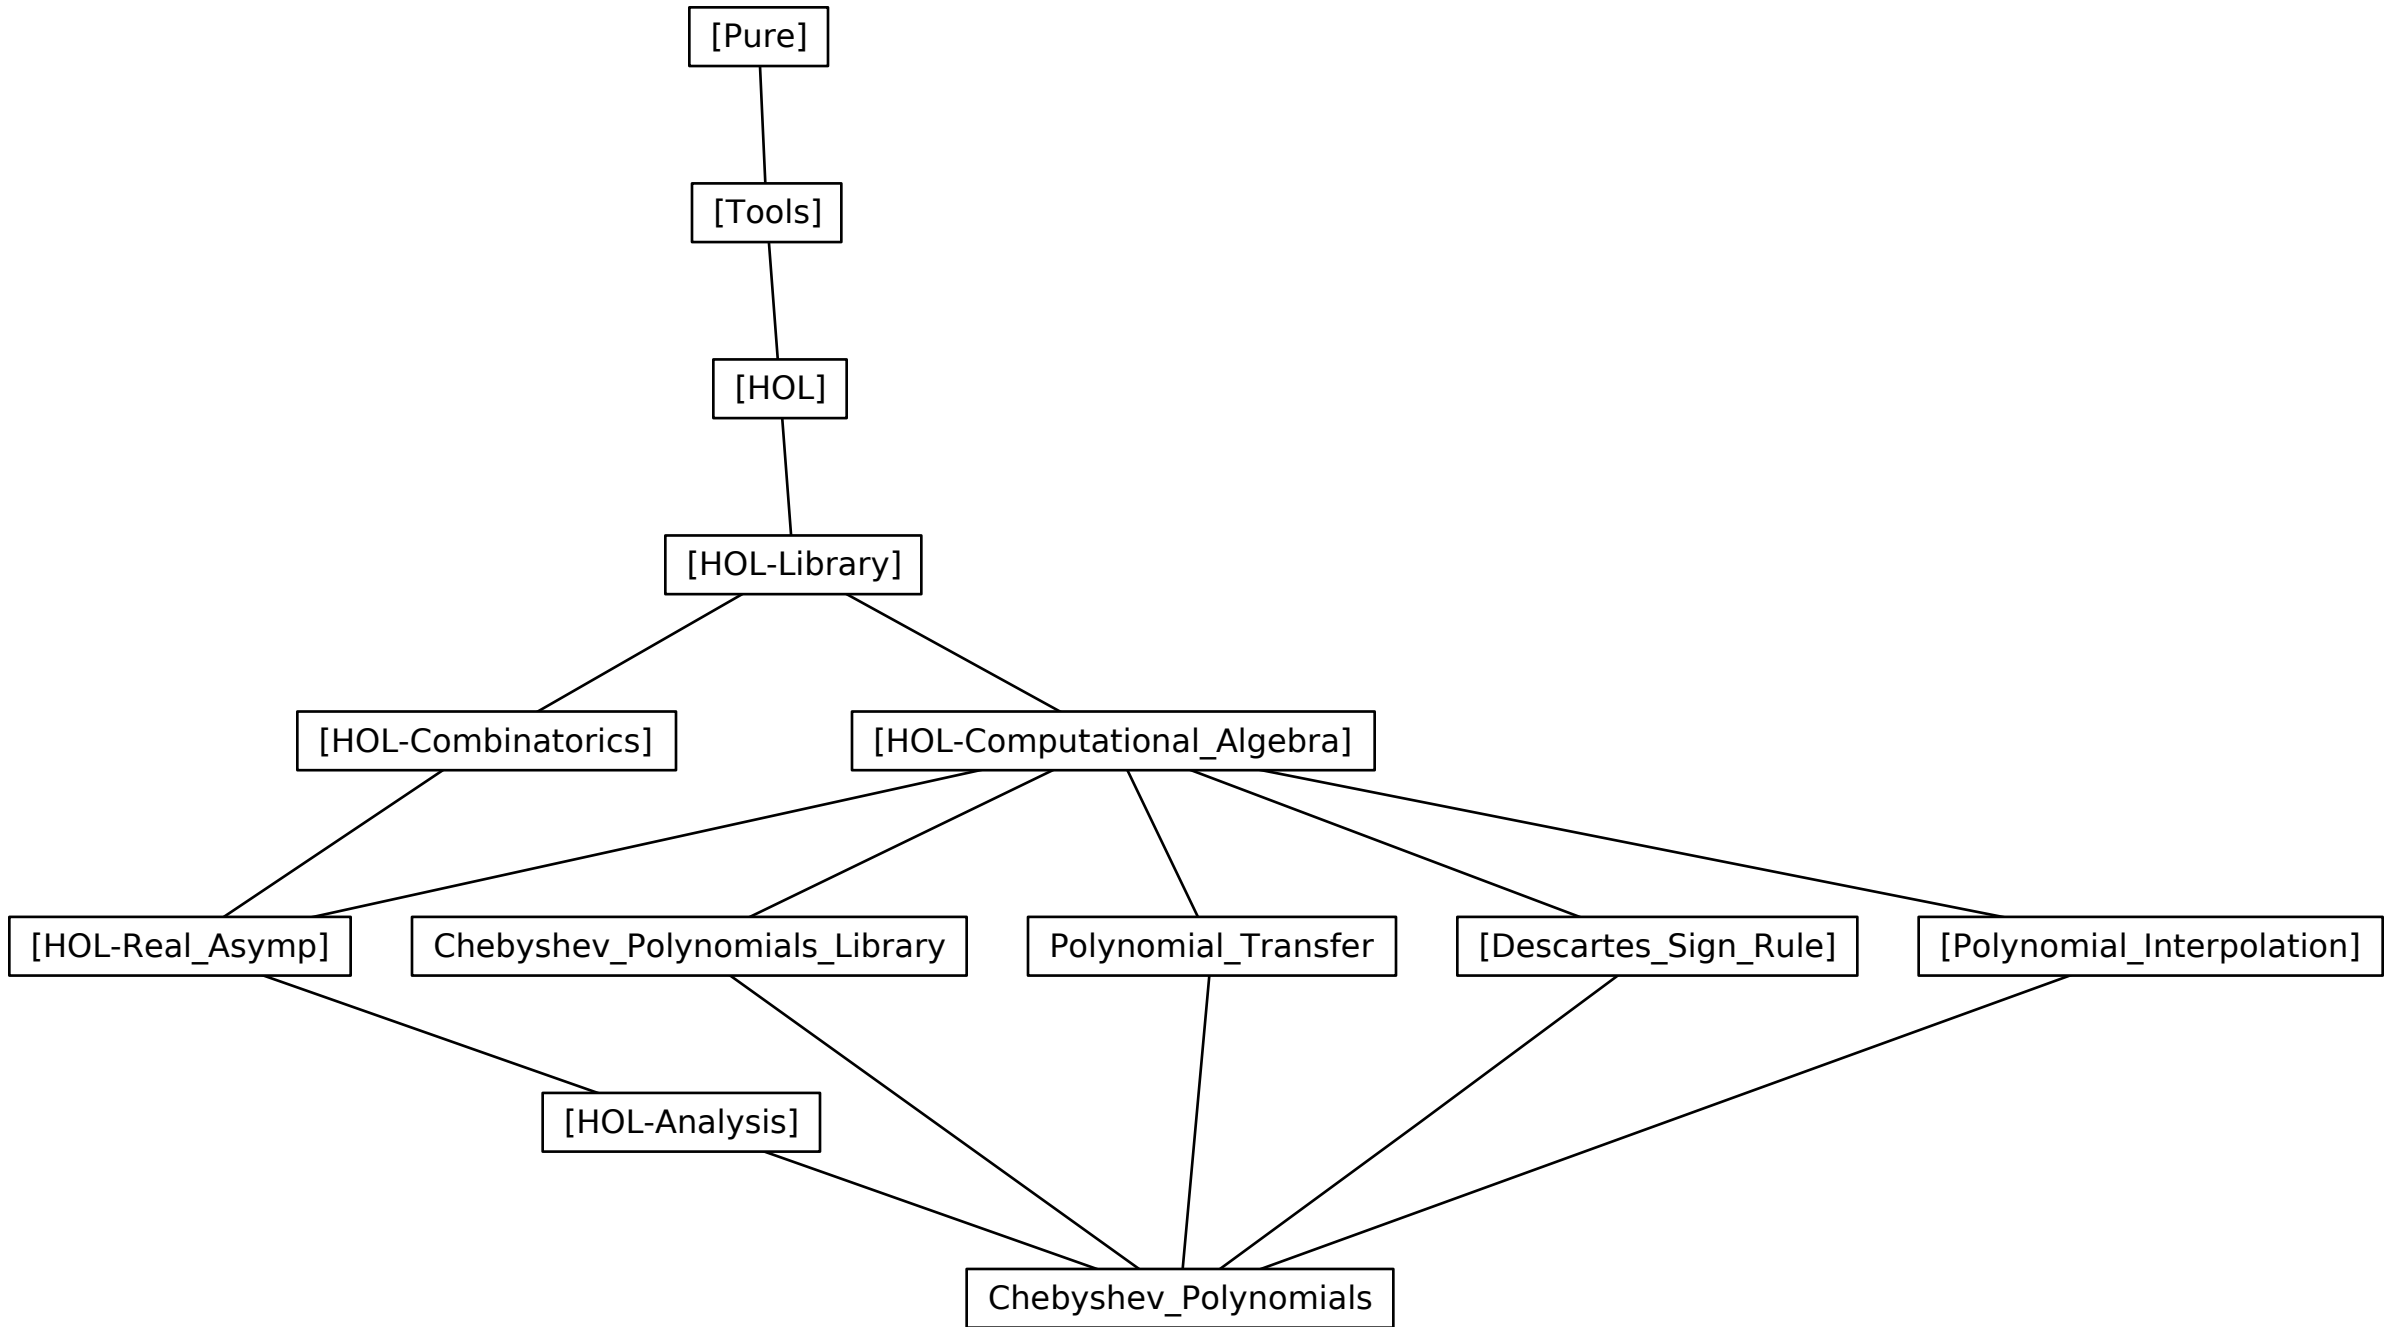 [Pure]
[Tools]
[HOL]
[HOL-Library]
[HOL-Combinatorics]
[HOL-Computational_Algebra]
[HOL-Real_Asymp]
Chebyshev_Polynomials_Library
Polynomial_Transfer
[Descartes_Sign_Rule]
[Polynomial_Interpolation]
[HOL-Analysis]
Chebyshev_Polynomials